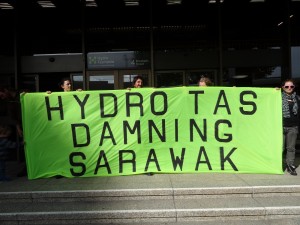 HYDRO TAS
DAMNING
SARAWAK